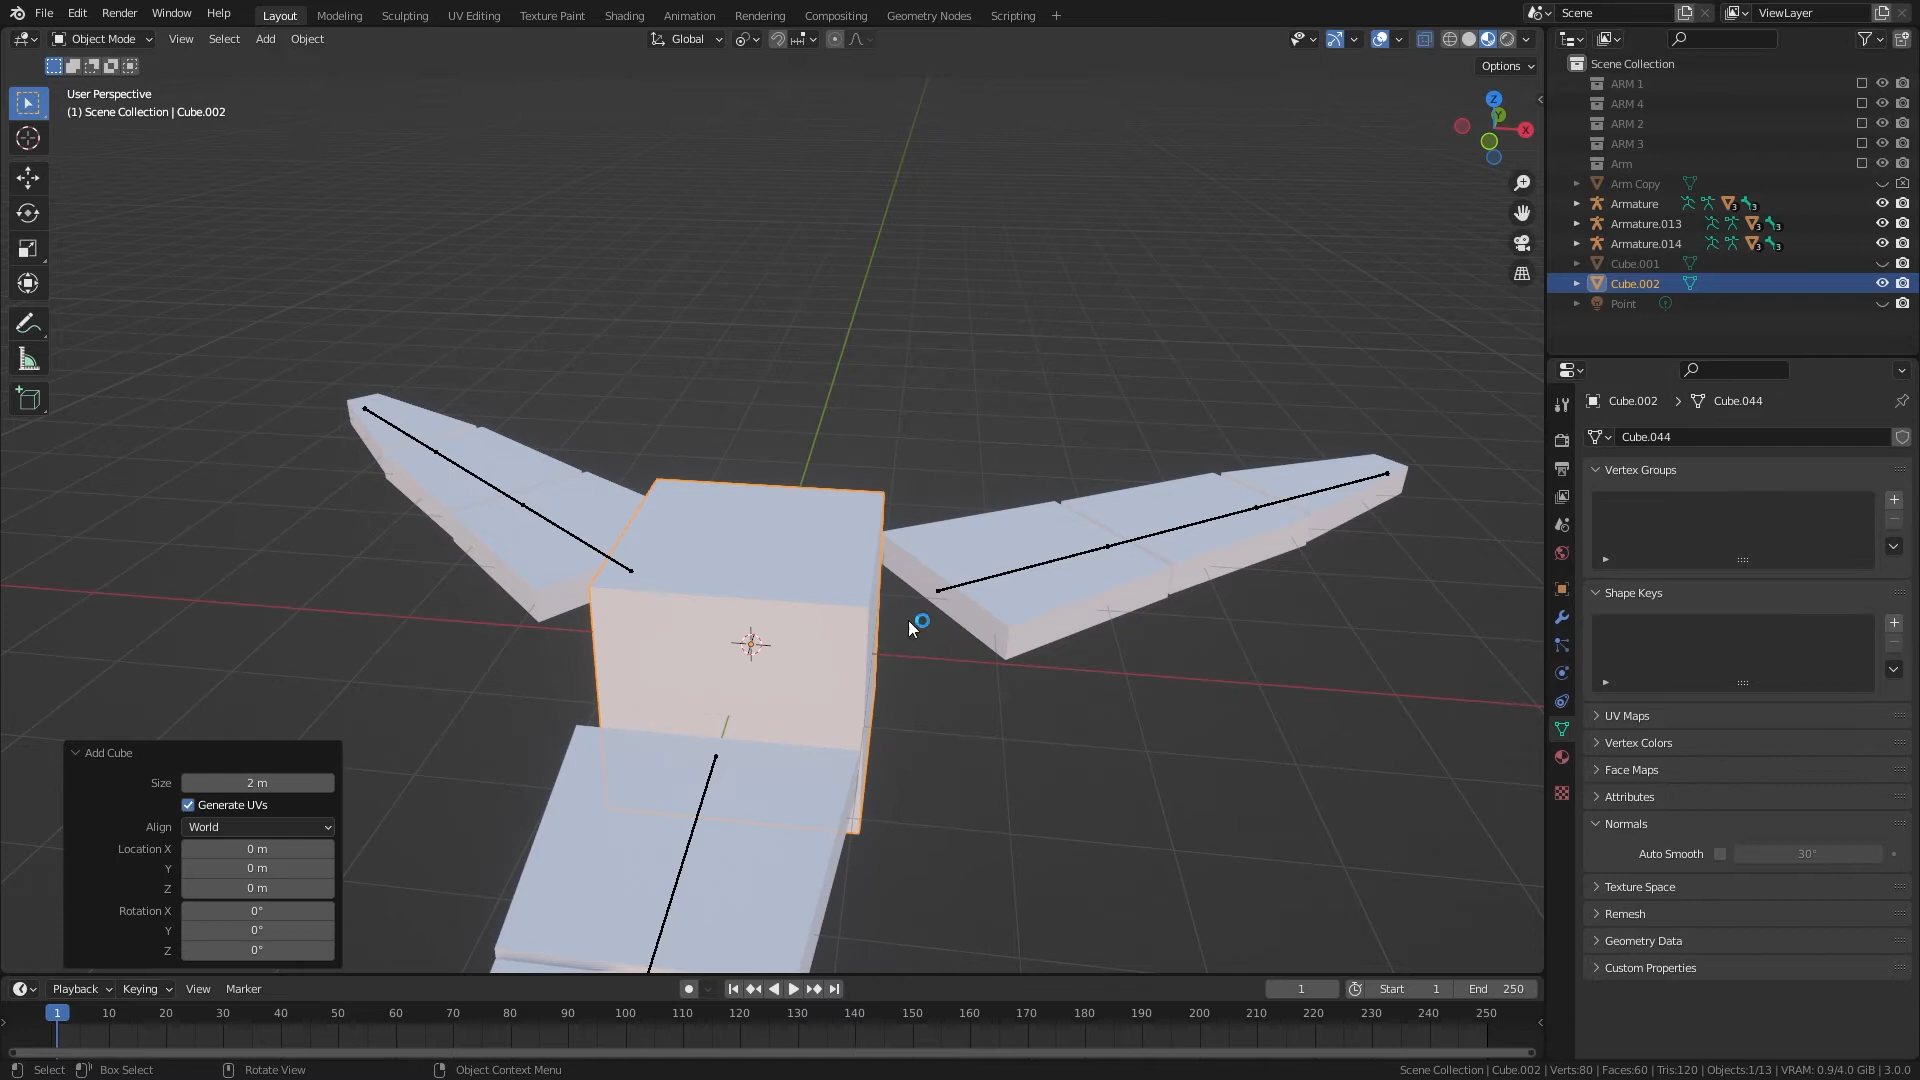 File Edit Render Window Help
Layout Modeling Sculpting UV Editing Texture Paint Shading Animation Rendering Compositing Geometry Nodes Scripting +
Scene
ViewLayer
Object Mode View Select Add Object
Global
Options
User Perspective
(1) Scene Collection | Cube.002
Z
Y
X
Scene Collection
ARM 1
ARM 4
ARM 2
ARM 3
Arm
Arm Copy
Armature 3 3
Armature.013 3 3
Armature.014 3 3
Cube.001
Cube.002
Point
Cube.002 > Cube.044
Cube.044
Vertex Groups
Shape Keys
UV Maps
Vertex Colors
Face Maps
Attributes
Normals
Auto Smooth 30°
Texture Space
Remesh
Geometry Data
Custom Properties
Add Cube
Size 2 m
Generate UVs
Align World
Location X 0 m
Y 0 m
Z 0 m
Rotation X 0°
Y 0°
Z 0°
Playback Keying View Marker
1 Start 1 End 250
1 10 20 30 40 50 60 70 80 90 100 110 120 130 140 150 160 170 180 190 200 210 220 230 240 250
Select Box Select Rotate View Object Context Menu
Scene Collection | Cube.002 | Verts:80 | Faces:60 | Tris:120 | Objects:1/13 | VRAM: 0.9/4.0 GiB | 3.0.0